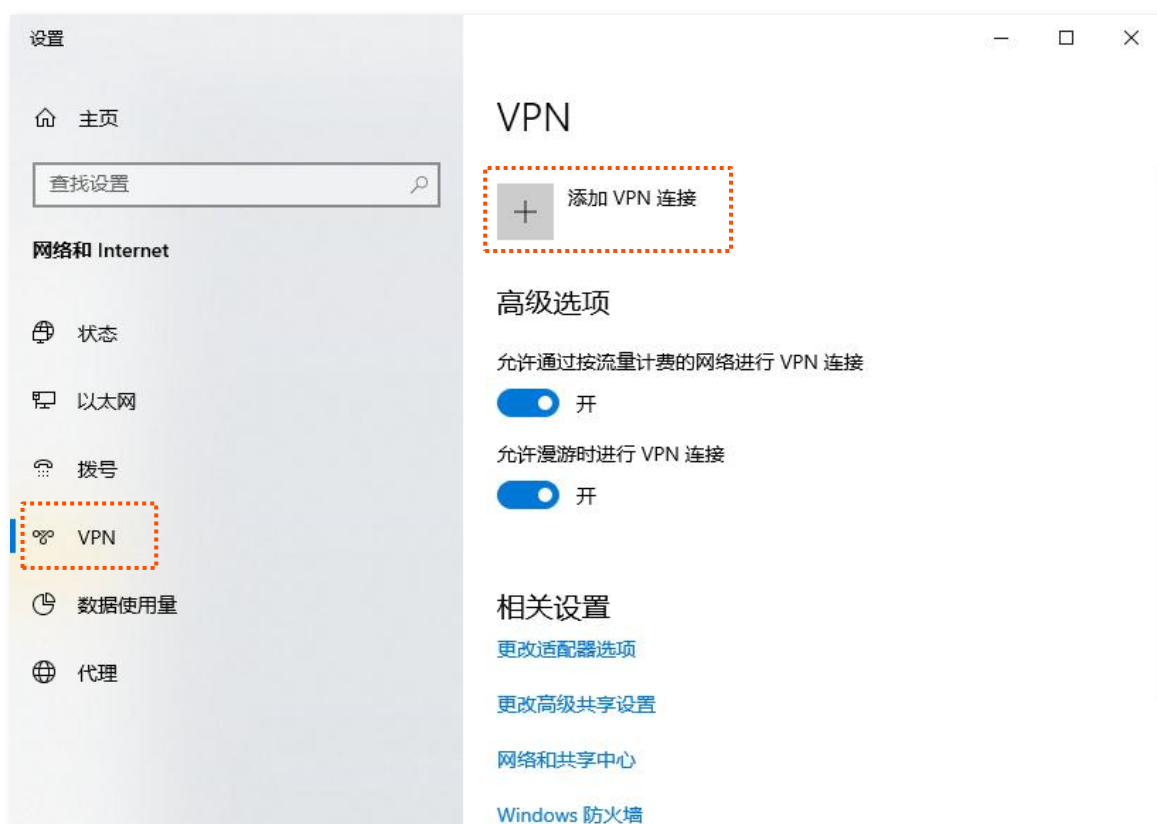 设置
主页
查找设置
网络和 Internet
状态
以太网
拨号
VPN
数据使用量
代理
VPN
添加 VPN 连接
高级选项
允许通过按流量计费的网络进行 VPN 连接
开
允许漫游时进行 VPN 连接
开
相关设置
更改适配器选项
更改高级共享设置
网络和共享中心
Windows 防火墙